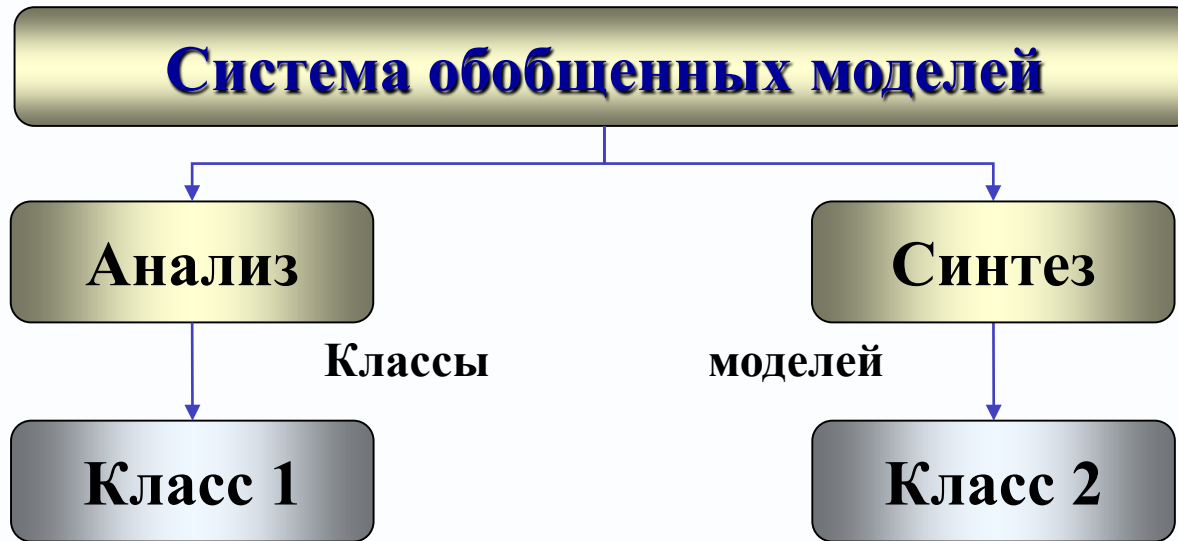 Система обобщенных моделей
Анализ
Синтез
Классы моделей
Класс 1
Класс 2